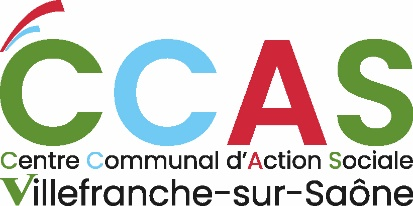 CCAS
Centre Communal d'Action Sociale
Villefranche-sur-Saône